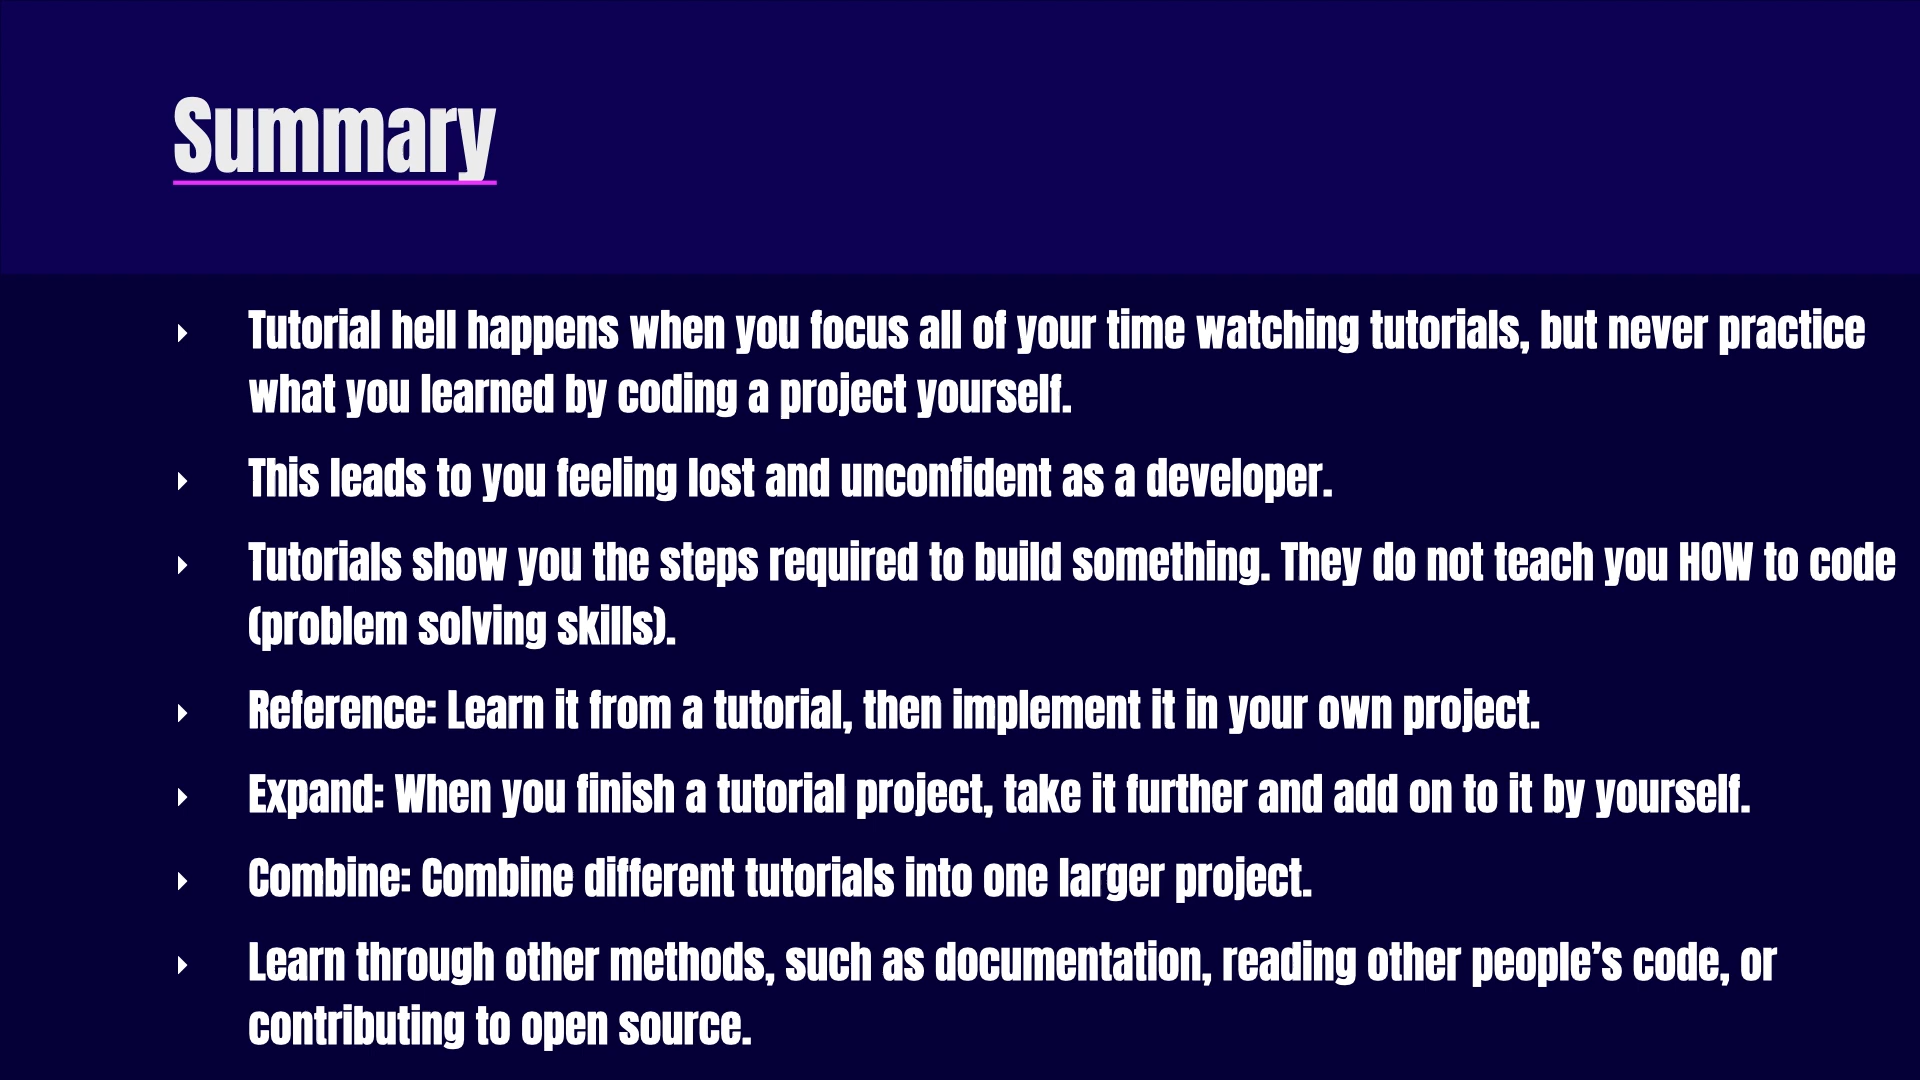 Summary
Tutorial hell happens when you focus all of your time watching tutorials, but never practice
what you learned by coding a project yourself.
This leads to you feeling lost and unconfident as a developer.
Tutorials show you the steps required to build something. They do not teach you HOW to code
(problem solving skills).
Reference: Learn it from a tutorial, then implement it in your own project.
Expand: When you finish a tutorial project, take it further and add on to it by yourself.
Combine: Combine different tutorials into one larger project.
Learn through other methods, such as documentation, reading other people’s code, or
contributing to open source.